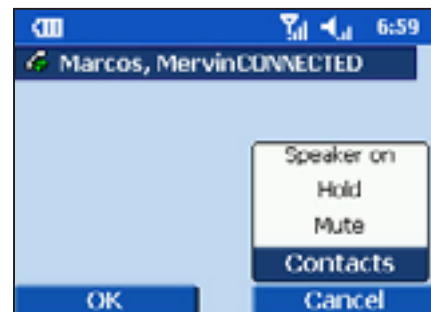 6:59
Marcos, MervinCONNECTED
Speaker on
Hold
Mute
Contacts
OK Cancel